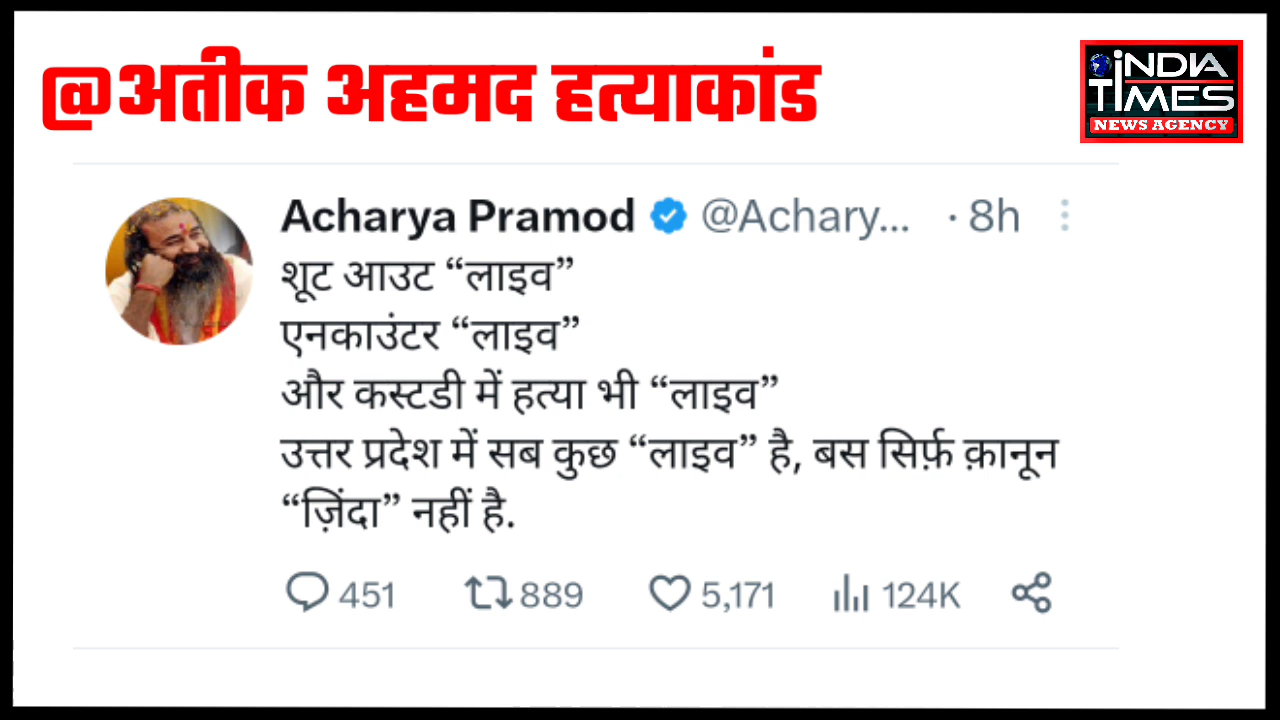 @अतीक अहमद हत्याकांड
INDIA
TIMES
NEWS AGENCY
Acharya Pramod @Achary... · 8h
शूट आउट “लाइव”
एनकाउंटर “लाइव”
और कस्टडी में हत्या भी “लाइव”
उत्तर प्रदेश में सब कुछ “लाइव” है, बस सिर्फ़ क़ानून
“ज़िंदा” नहीं है.
451 889 5,171 124K